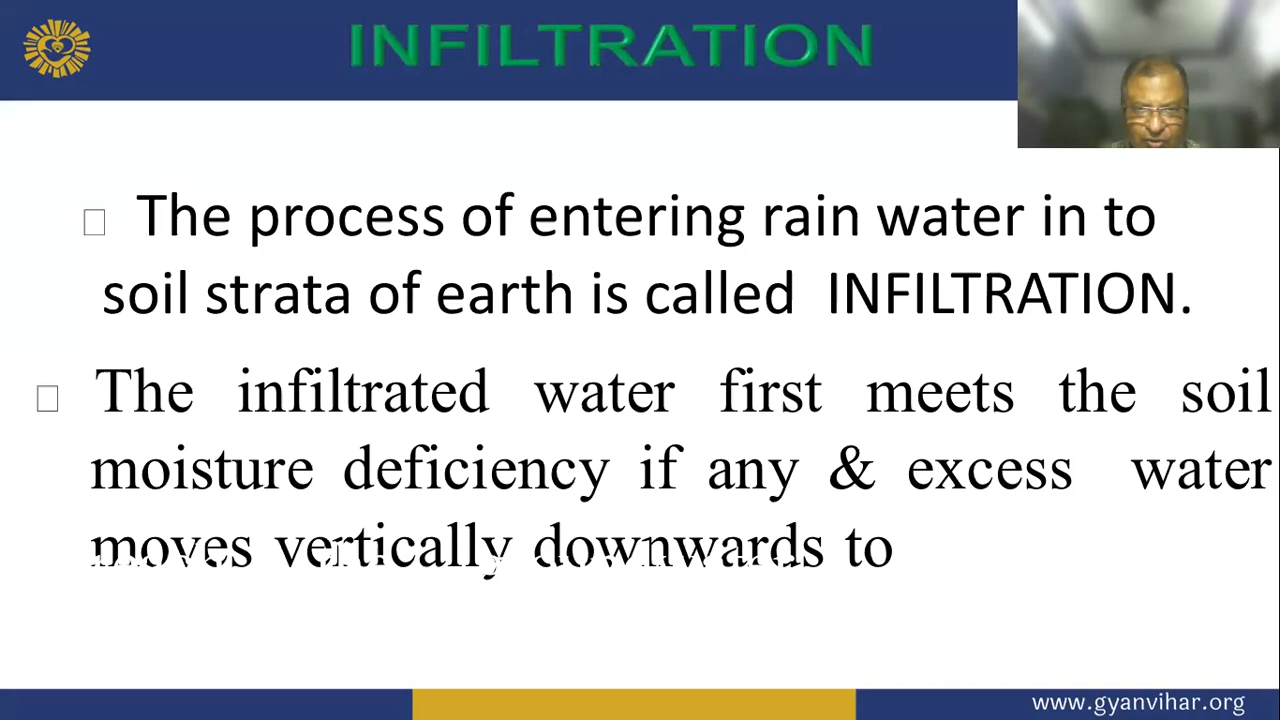 INFILTRATION
The process of entering rain water in to
soil strata of earth is called INFILTRATION.
The infiltrated water first meets the soil
moisture deficiency if any & excess water
moves vertically downwards to
www.gyanvihar.org